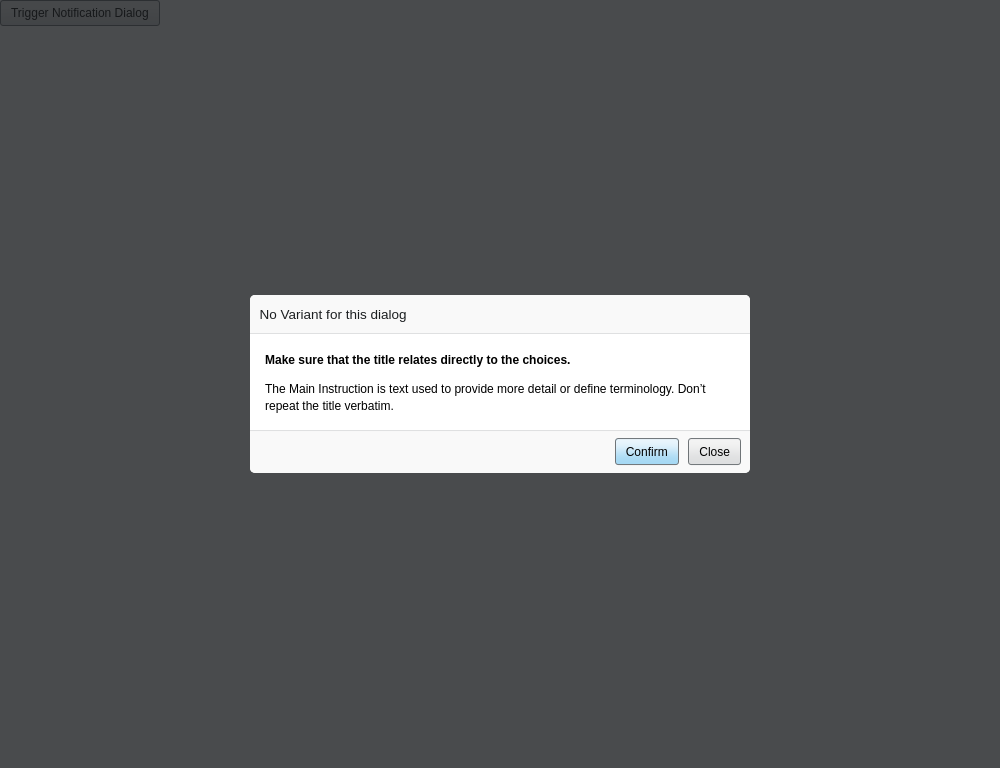 Trigger Notification Dialog
No Variant for this dialog
Make sure that the title relates directly to the choices.
The Main Instruction is text used to provide more detail or define terminology. Don’t
repeat the title verbatim.
Confirm Close